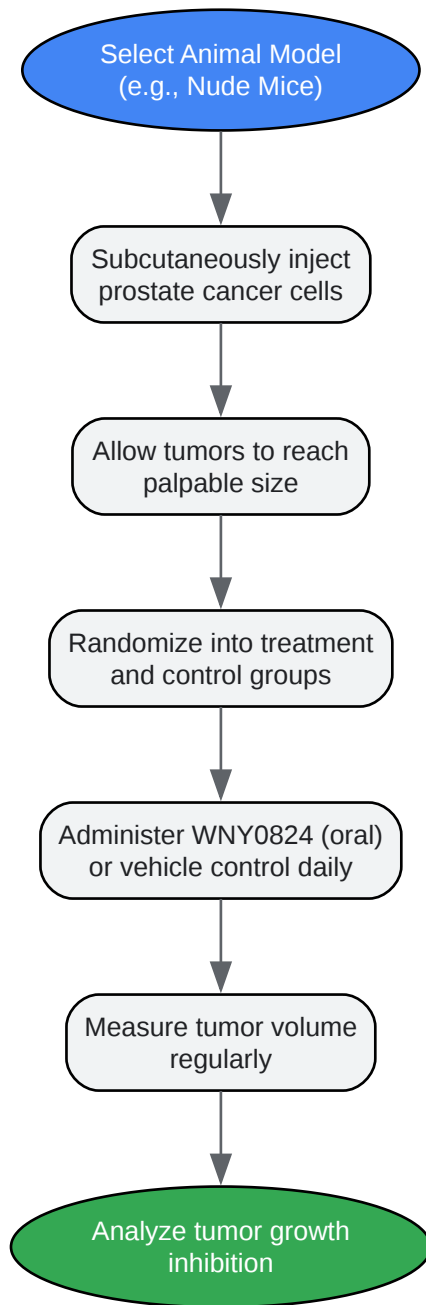 Select Animal Model
(e.g., Nude Mice)
Subcutaneously inject
prostate cancer cells
Allow tumors to reach
palpable size
Randomize into treatment
and control groups
Administer WNY0824 (oral)
or vehicle control daily
Measure tumor volume
regularly
Analyze tumor growth
inhibition